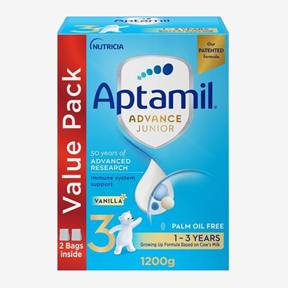 NUTRICIA
Our
PATENTED
formula
Aptamil
ADVANCE
JUNIOR
50 years of
ADVANCED
RESEARCH
Immune system
support
VANILLA
3
PALM OIL FREE
1 - 3 YEARS
Growing Up Formula Based on Cow's Milk
1200g
Value Pack
2 Bags
inside